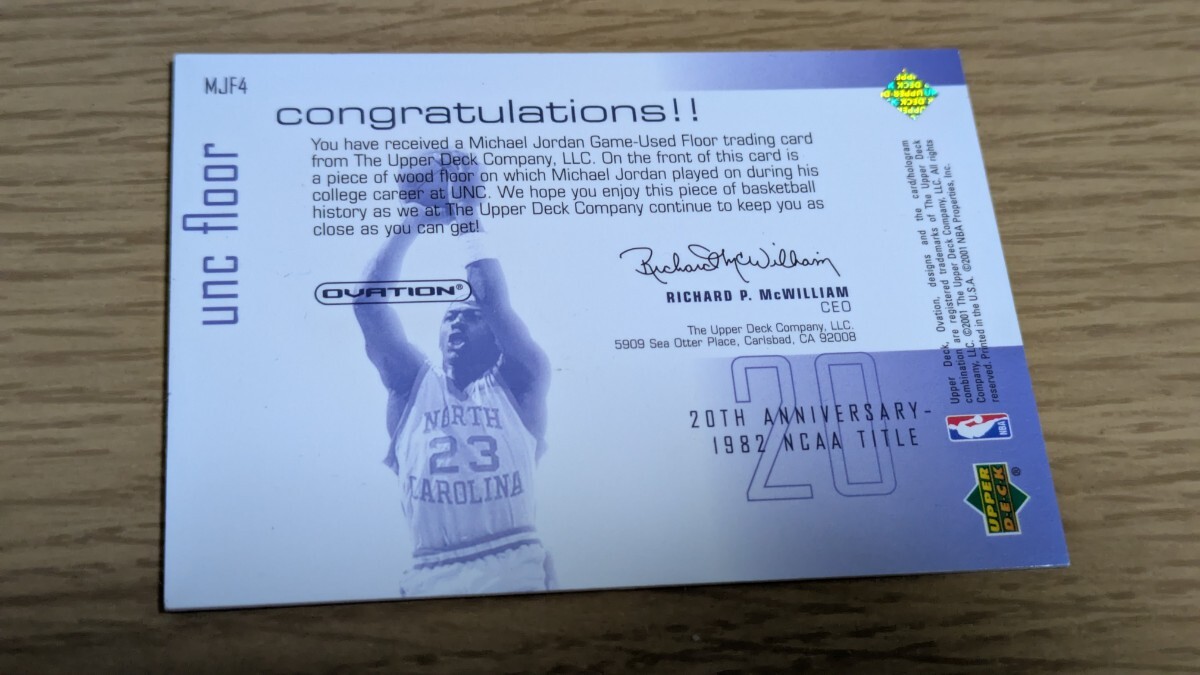 MJF4
congratulations!!
You have received a Michael Jordan Game-Used Floor trading card
from The Upper Deck Company, LLC. On the front of this card is
a piece of wood floor on which Michael Jordan played on during his
college career at UNC. We hope you enjoy this piece of basketball
history as we at The Upper Deck Company continue to keep you as
close as you can get!
unc floor
OVATION®
Richard P McWilliam
RICHARD P. McWILLIAM
CEO
The Upper Deck Company, LLC.
5909 Sea Otter Place, Carlsbad, CA 92008
20
20TH ANNIVERSARY-
1982 NCAA TITLE
NORTH
23
CAROLINA
Upper Deck, Ovation, designs and the card/hologram
combination are registered trademarks of The Upper Deck
Company, LLC. ©2001 The Upper Deck Company, LLC. All rights
reserved. Printed in the U.S.A. ©2001 NBA Properties, Inc.
NBA
UPPER
DECK
®